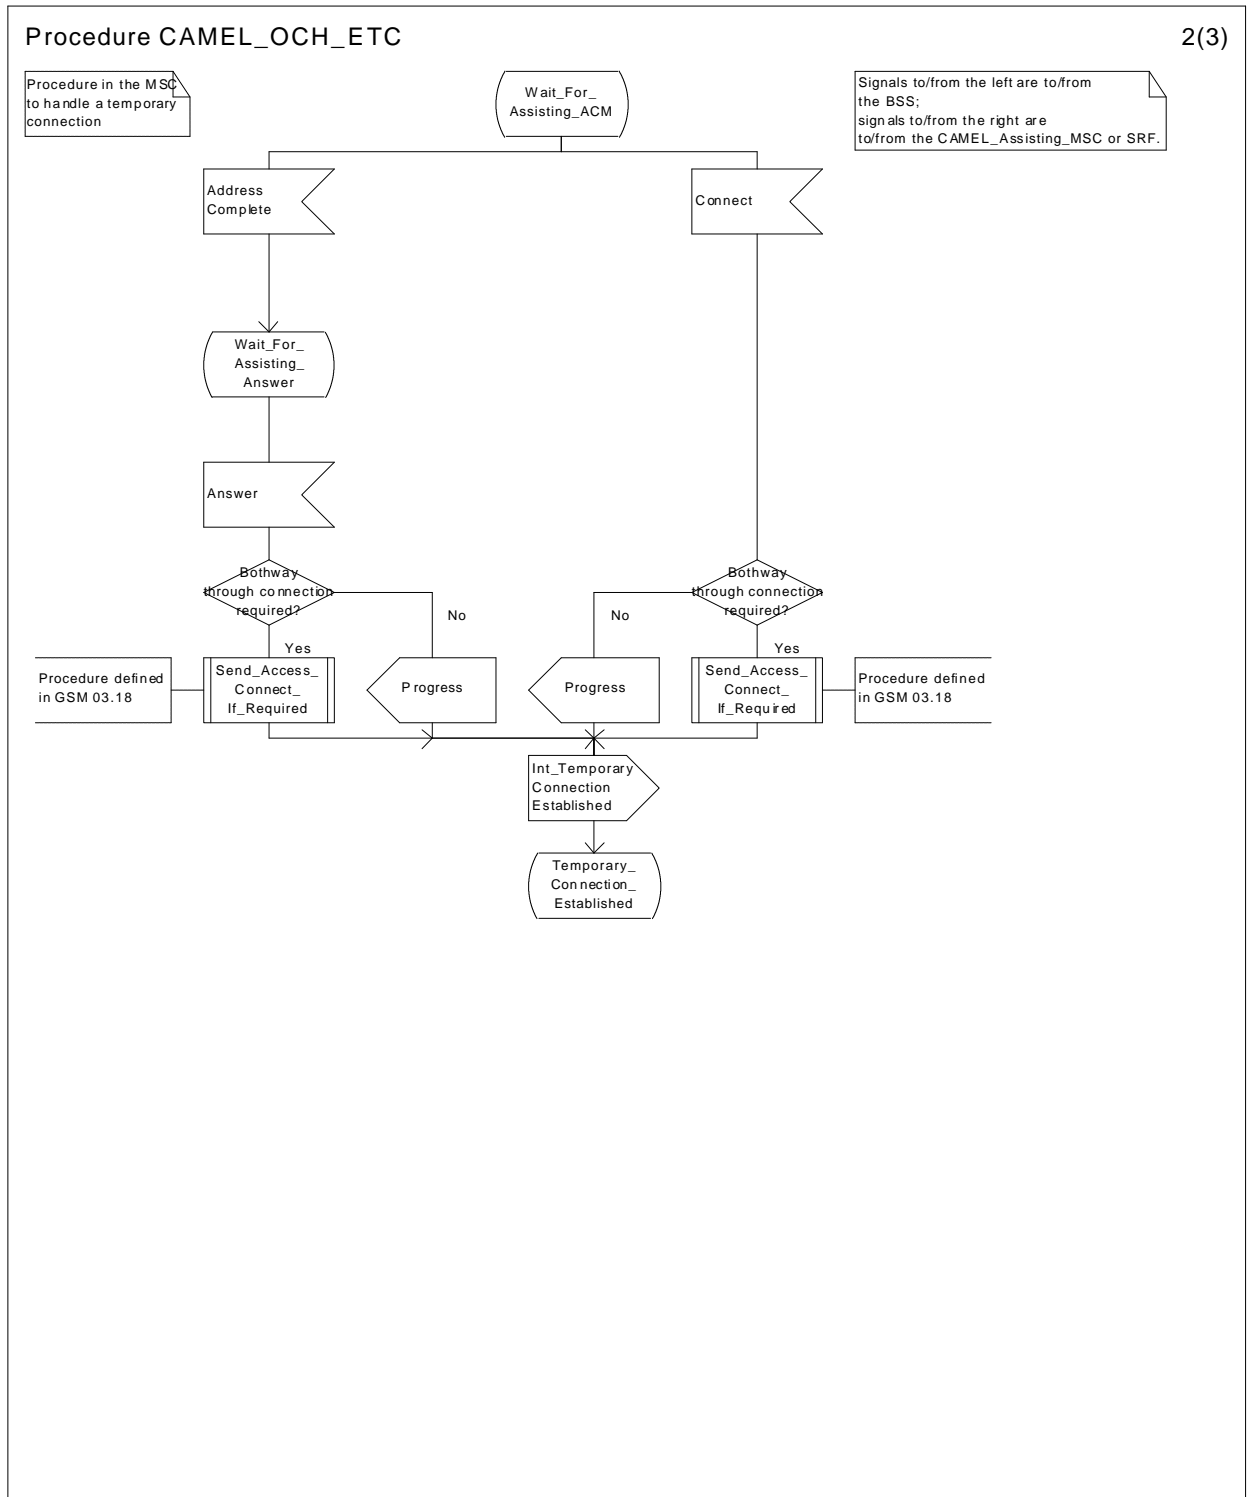 Procedure CAMEL_OCH_ETC
2(3)
Procedure in the MSC
to handle a temporary
connection
Wait_For_
Assisting_ACM
Signals to/from the left are to/from
the BSS;
signals to/from the right are
to/from the CAMEL_Assisting_MSC or SRF.
Address
Complete
Connect
Wait_For_
Assisting_
Answer
Answer
Bothway
through connection
required?
No
Yes
Bothway
through connection
required?
No
Yes
Procedure defined
in GSM 03.18
Send_Access_
Connect_
If_Required
Progress
Progress
Send_Access_
Connect_
If_Required
Procedure defined
in GSM 03.18
Int_Temporary
Connection
Established
Temporary_
Connection_
Established